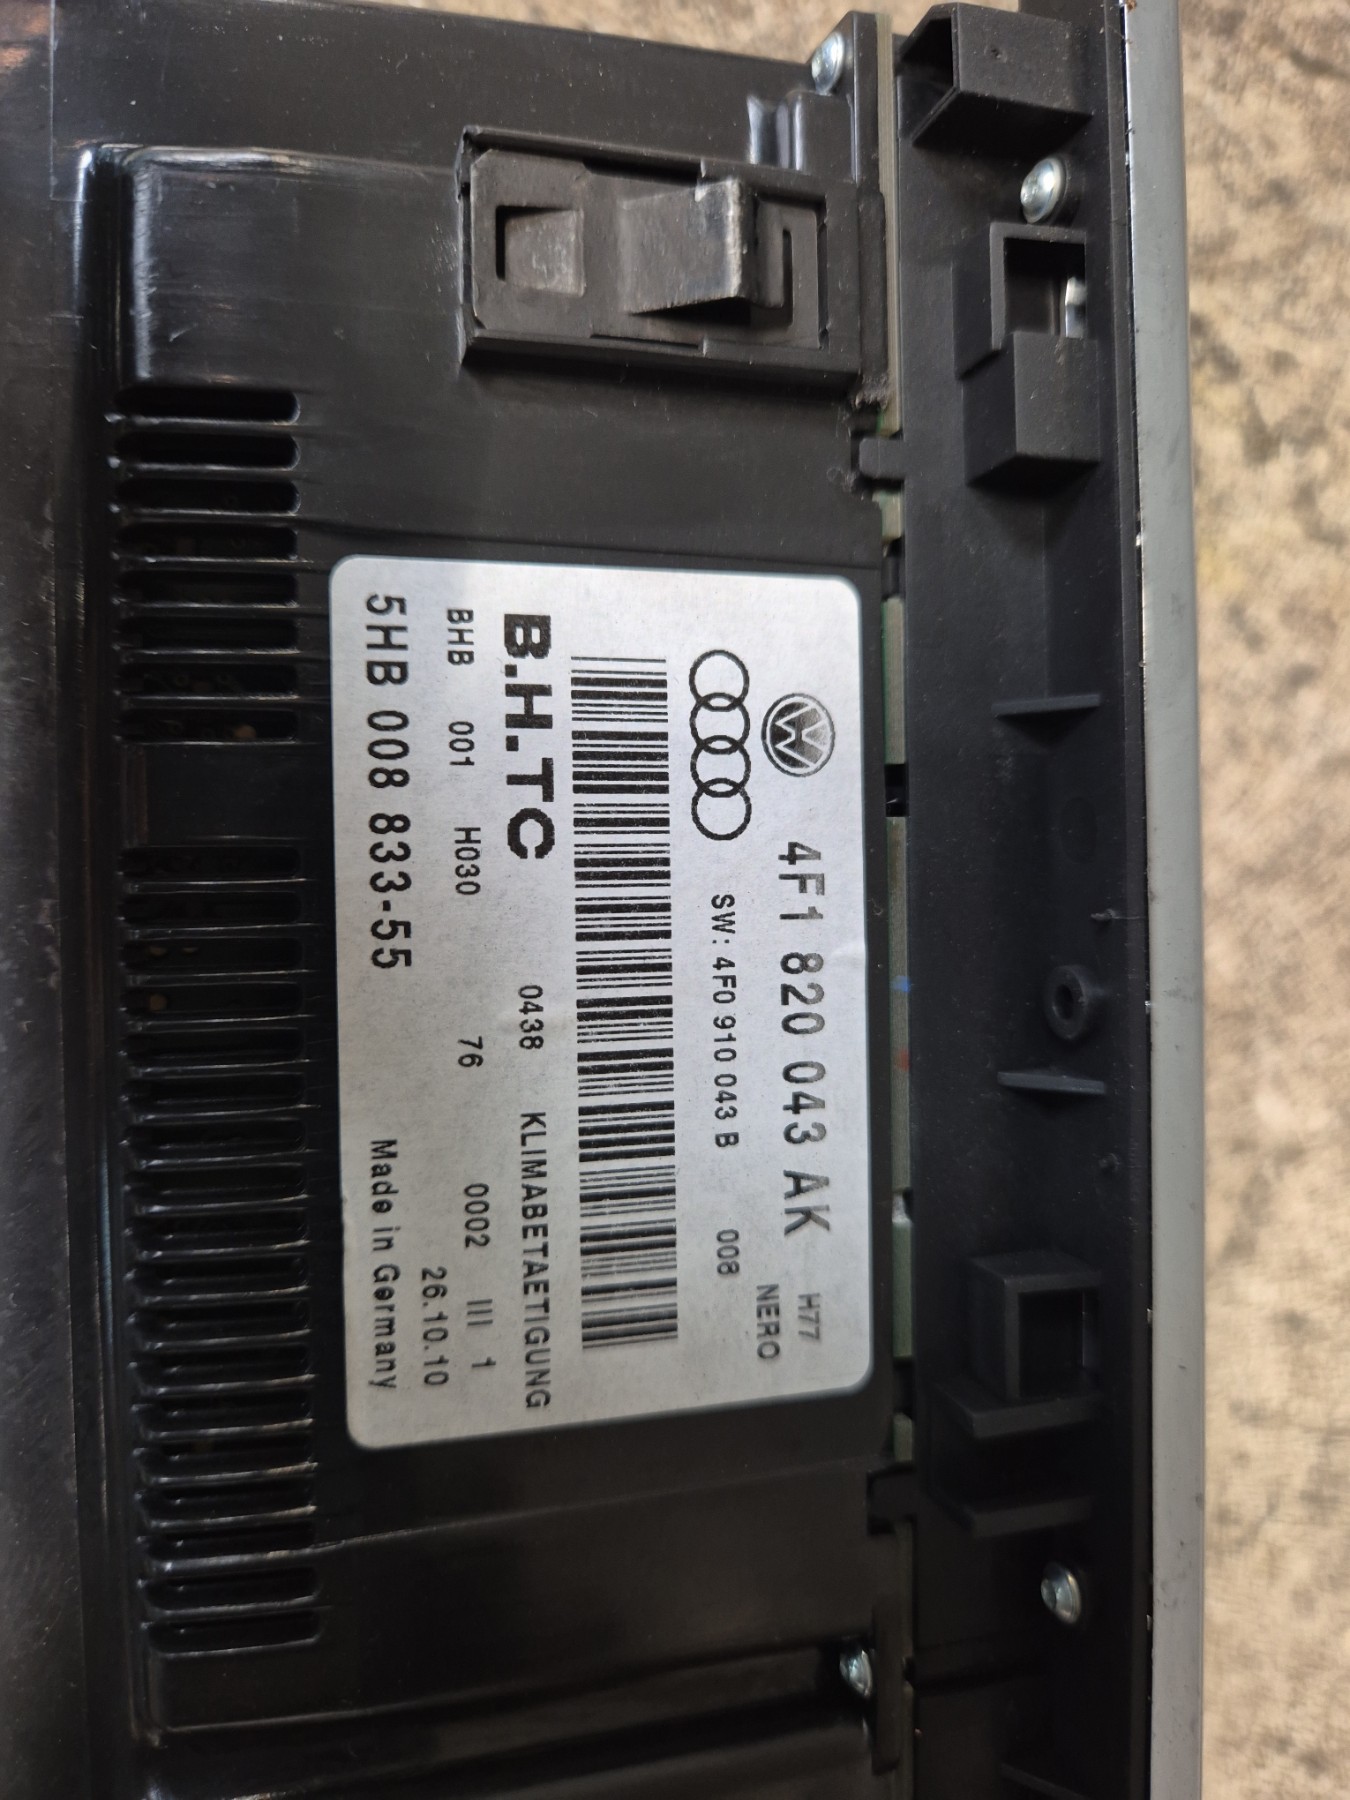 4F1 820 043 AK H77
NERO
SW: 4F0 910 043 B 008
B.H.TC 0438 KLIMABETAETIGUNG
BHB 001 H030 76 0002 III 1
26.10.10
5HB 008 833-55 Made in Germany